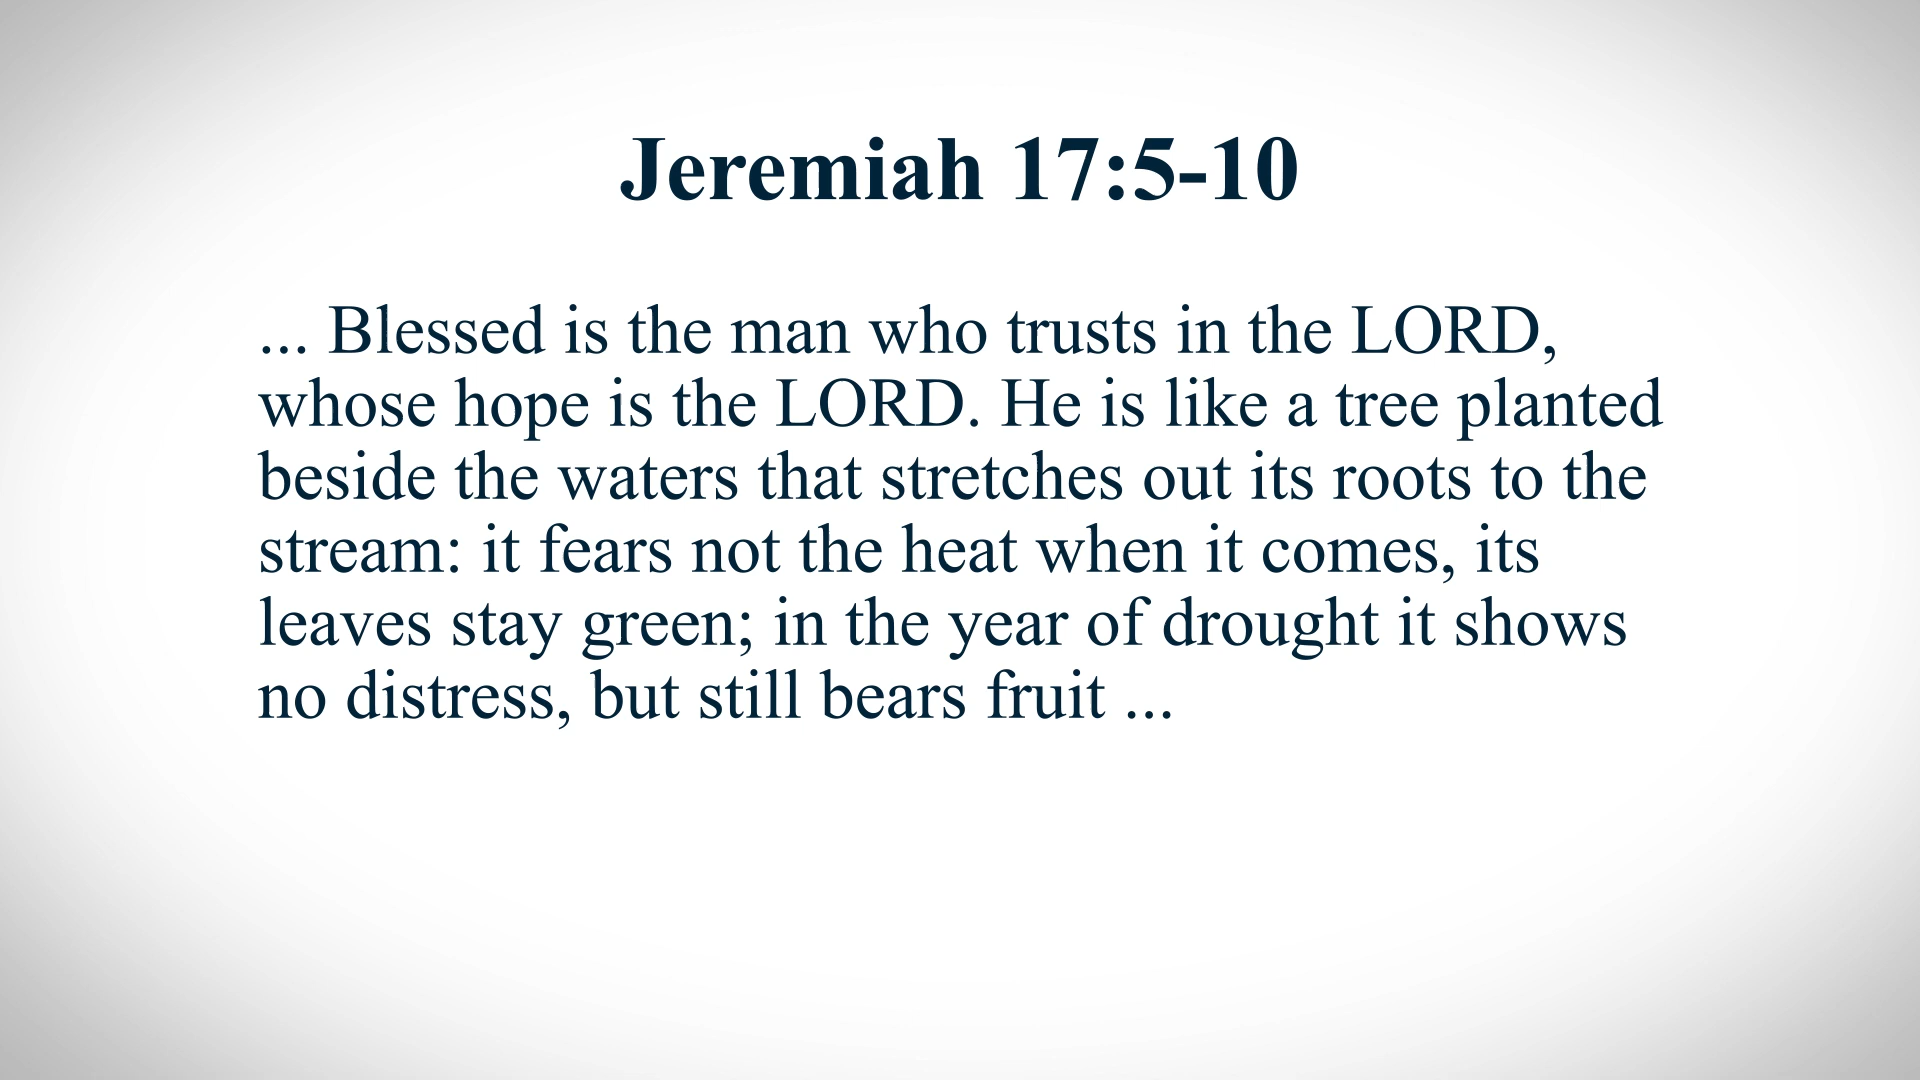 Jeremiah 17:5-10
... Blessed is the man who trusts in the LORD,
whose hope is the LORD. He is like a tree planted
beside the waters that stretches out its roots to the
stream: it fears not the heat when it comes, its
leaves stay green; in the year of drought it shows
no distress, but still bears fruit ...